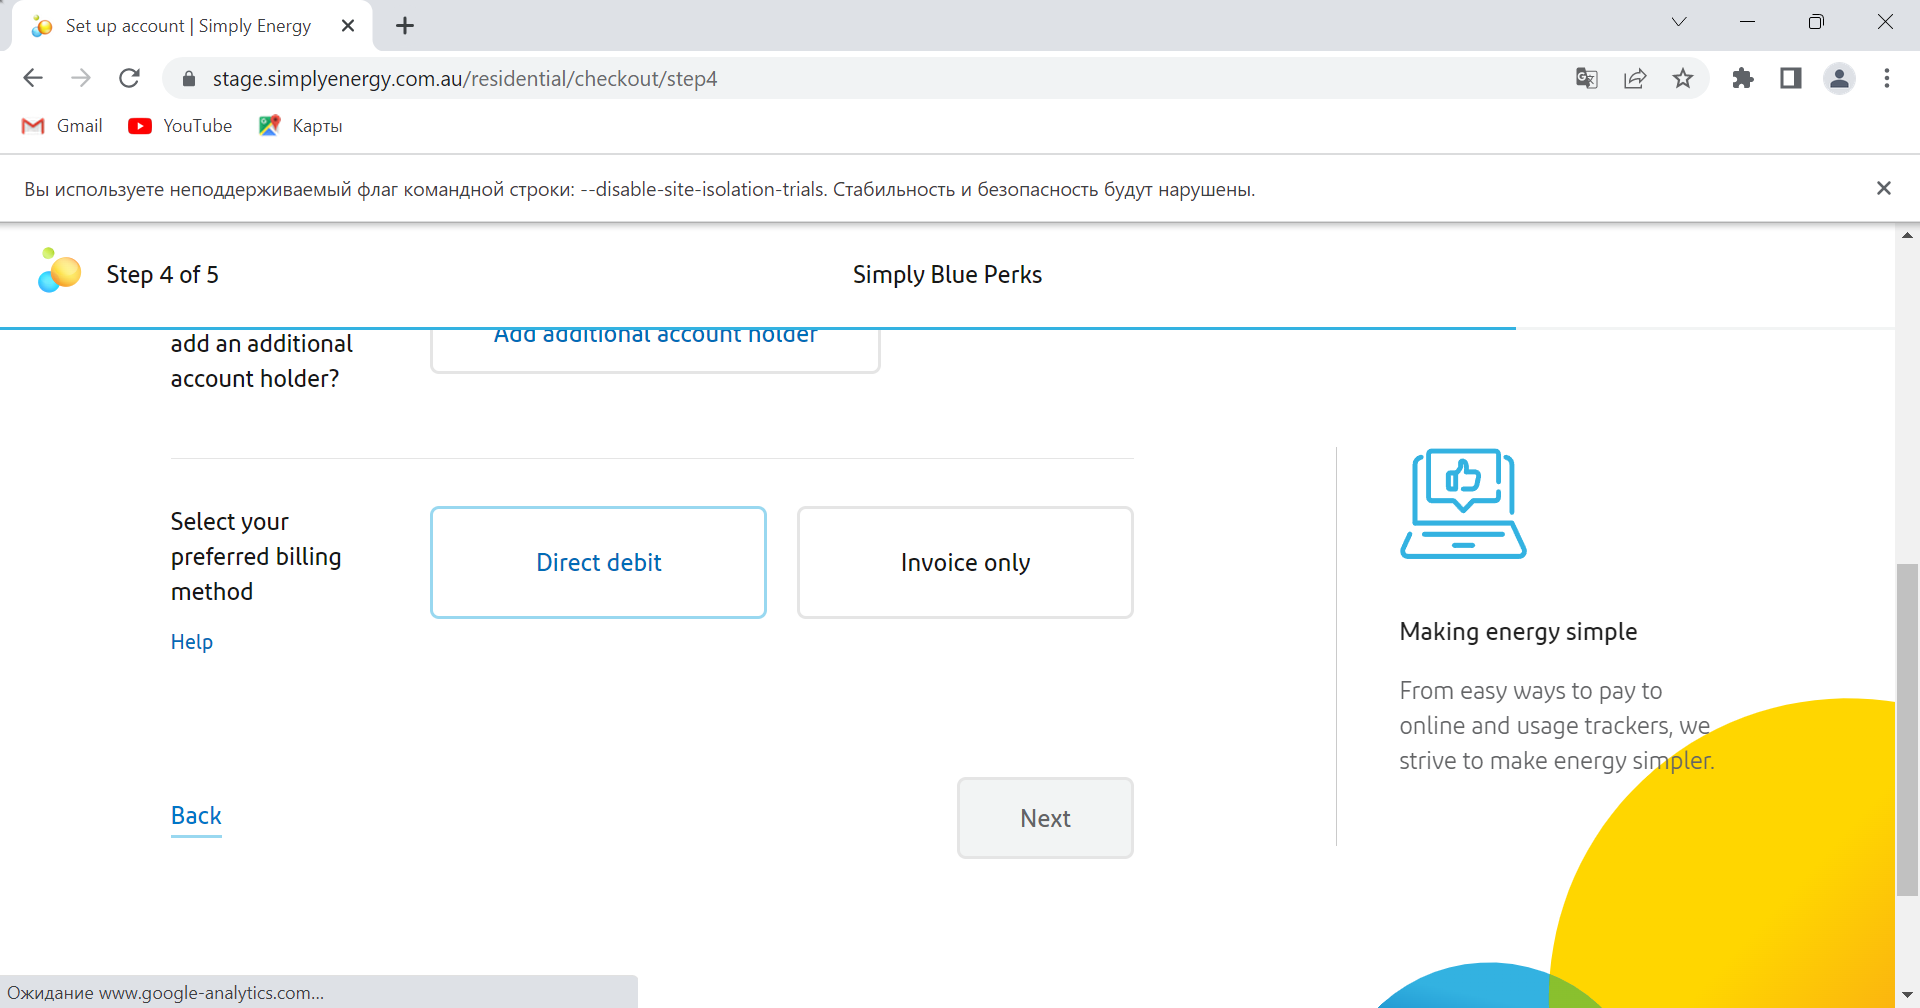 Set up account | Simply Energy
stage.simplyenergy.com.au/residential/checkout/step4
Gmail
YouTube
Карты
Вы используете неподдерживаемый флаг командной строки: --disable-site-isolation-trials. Стабильность и безопасность будут нарушены.
Step 4 of 5
Simply Blue Perks
add an additional
account holder?
Add additional account holder
Select your
preferred billing
method
Help
Direct debit
Invoice only
Making energy simple
From easy ways to pay to
online and usage trackers, we
strive to make energy simpler.
Back
Next
Ожидание www.google-analytics.com...